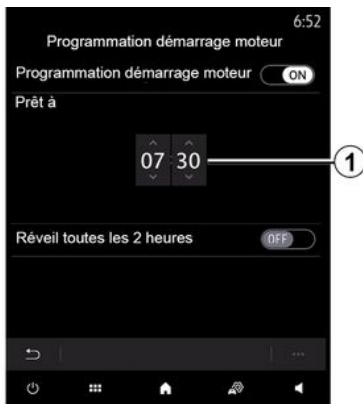 6:52
Programmation démarrage moteur
Programmation démarrage moteur ON
Prêt à
07 30
1
Réveil toutes les 2 heures OFF